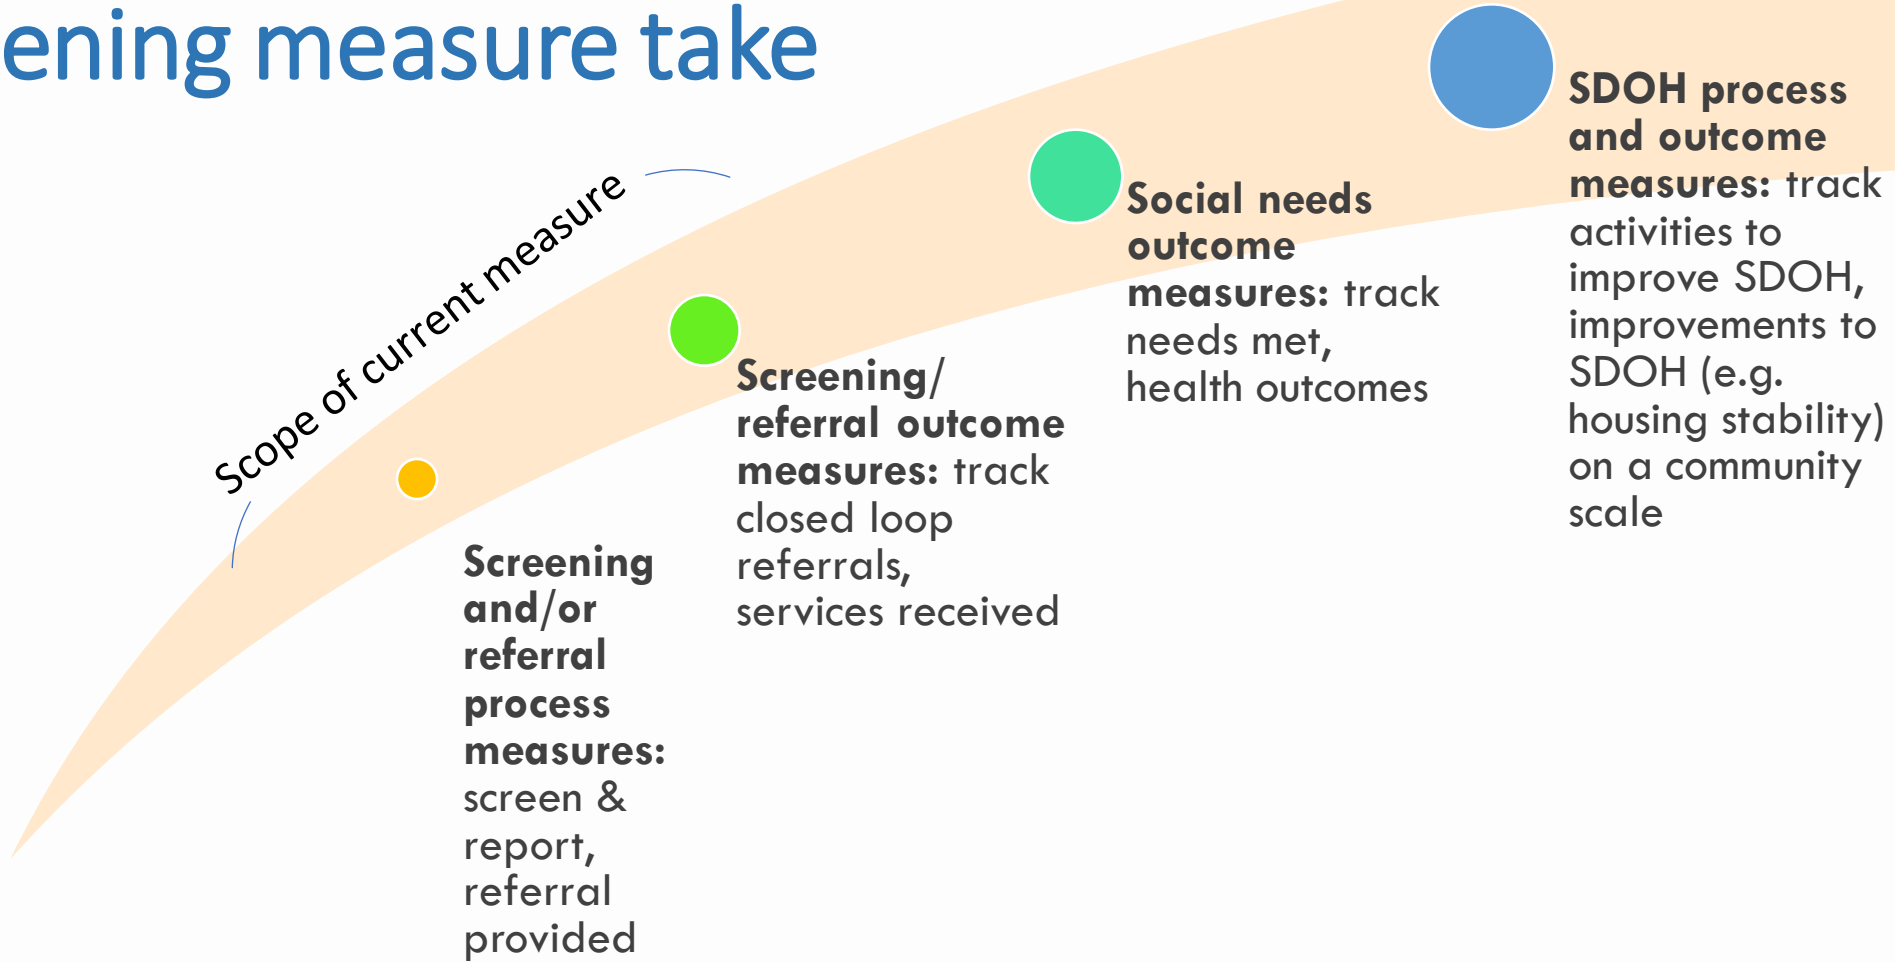 ening measure take
Scope of current measure
Screening
and/or
referral
process
measures:
screen &
report,
referral
provided
Screening/
referral outcome
measures: track
closed loop
referrals,
services received
Social needs
outcome
measures: track
needs met,
health outcomes
SDOH process
and outcome
measures: track
activities to
improve SDOH,
improvements to
SDOH (e.g.
housing stability)
on a community
scale